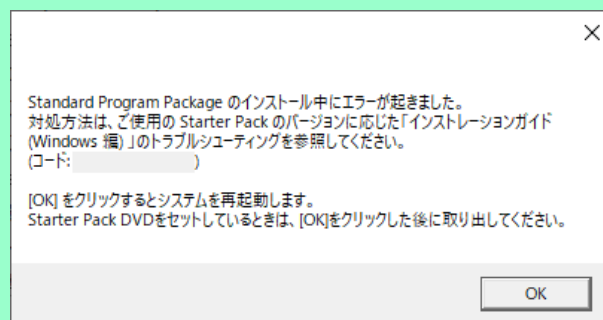 Standard Program Package のインストール中にエラーが起きました。
対処方法は、ご使用の Starter Pack のバージョンに応じた「インストレーションガイド
(Windows 編) 」のトラブルシューティングを参照してください。
(コード: )
[OK] をクリックするとシステムを再起動します。
Starter Pack DVDをセットしているときは、[OK]をクリックした後に取り出してください。
OK